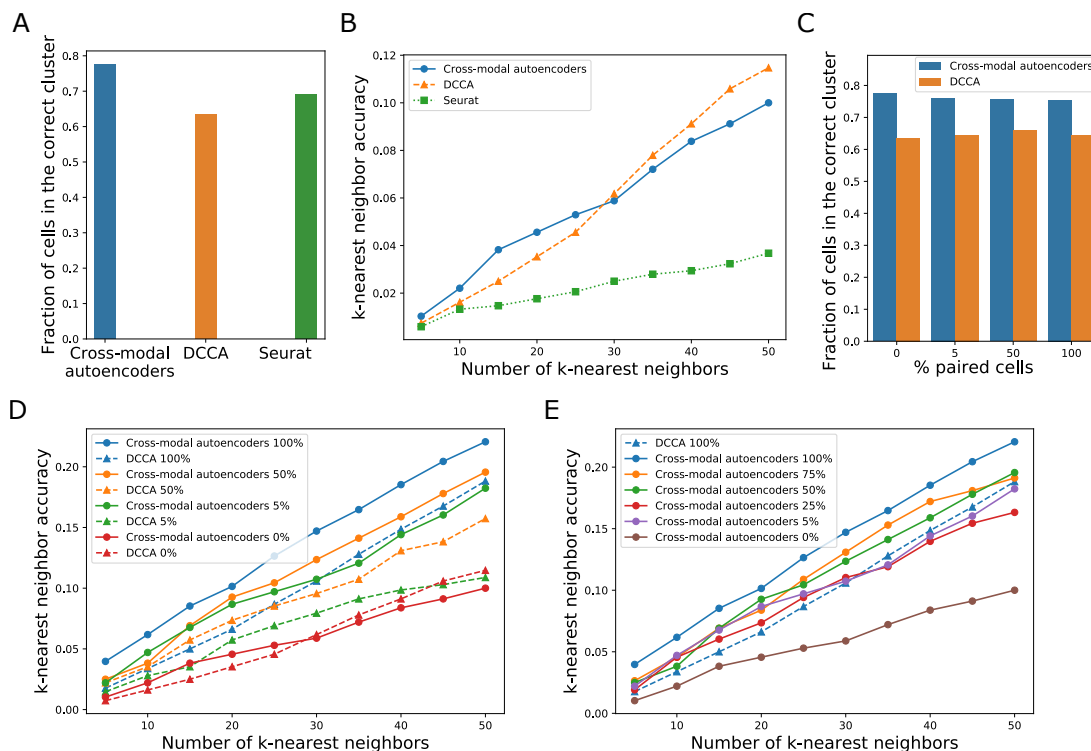 A
Fraction of cells in the correct cluster
0.8
0.7
0.6
0.5
0.4
0.3
0.2
0.1
0.0
Cross-modal
autoencoders
DCCA
Seurat
B
k-nearest neighbor accuracy
0.12
0.10
0.08
0.06
0.04
0.02
Cross-modal autoencoders
DCCA
Seurat
10 20 30 40 50
Number of k-nearest neighbors
C
Fraction of cells in the correct cluster
0.8
0.7
0.6
0.5
0.4
0.3
0.2
0.1
0.0
Cross-modal autoencoders
DCCA
0 5 50 100
% paired cells
D
k-nearest neighbor accuracy
0.20
0.15
0.10
0.05
0.00
Cross-modal autoencoders 100%
DCCA 100%
Cross-modal autoencoders 50%
DCCA 50%
Cross-modal autoencoders 5%
DCCA 5%
Cross-modal autoencoders 0%
DCCA 0%
10 20 30 40 50
Number of k-nearest neighbors
E
k-nearest neighbor accuracy
0.20
0.15
0.10
0.05
0.00
DCCA 100%
Cross-modal autoencoders 100%
Cross-modal autoencoders 75%
Cross-modal autoencoders 50%
Cross-modal autoencoders 25%
Cross-modal autoencoders 5%
Cross-modal autoencoders 0%
10 20 30 40 50
Number of k-nearest neighbors